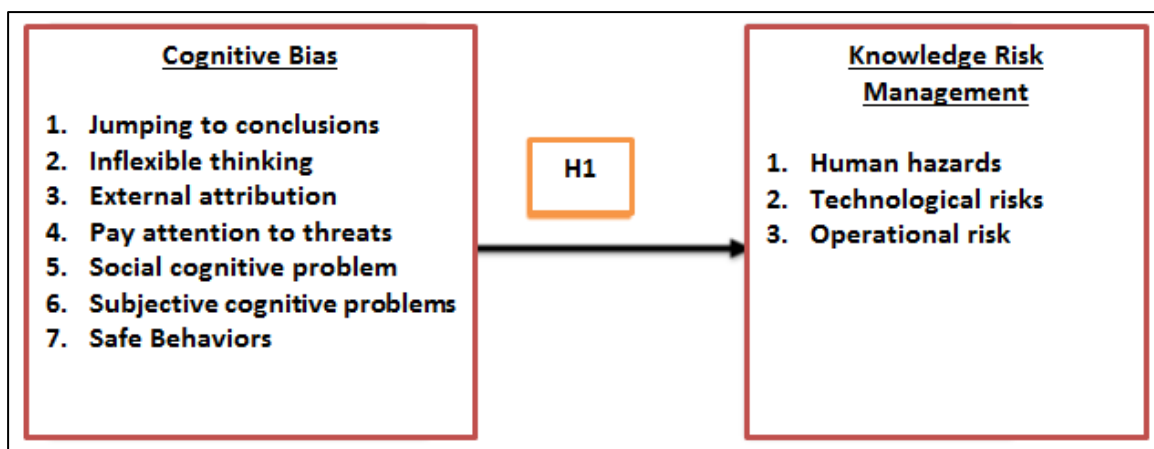 Cognitive Bias
1. Jumping to conclusions
2. Inflexible thinking
3. External attribution
4. Pay attention to threats
5. Social cognitive problem
6. Subjective cognitive problems
7. Safe Behaviors
H1
Knowledge Risk
Management
1. Human hazards
2. Technological risks
3. Operational risk